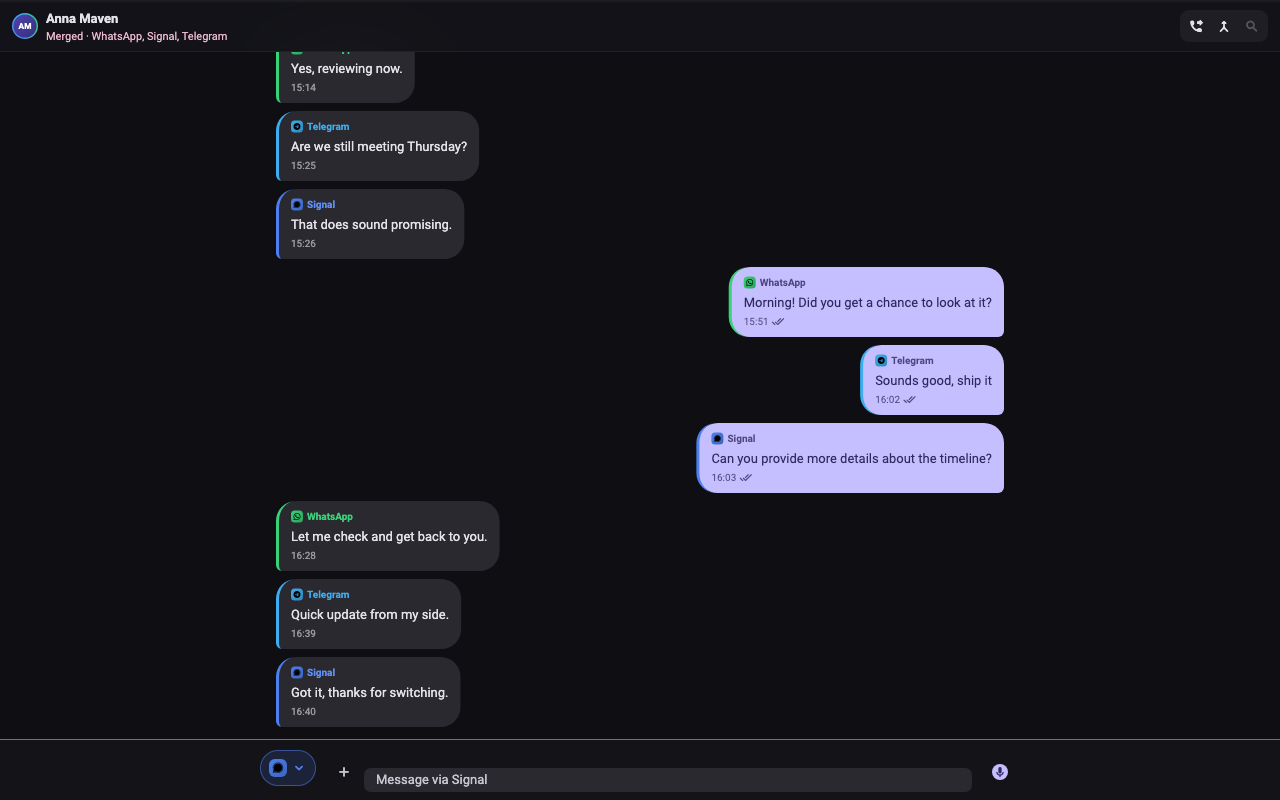 AM
Anna Maven
Merged · WhatsApp, Signal, Telegram
Yes, reviewing now.
15:14
Telegram
Are we still meeting Thursday?
15:25
Signal
That does sound promising.
15:26
WhatsApp
Morning! Did you get a chance to look at it?
15:51
Telegram
Sounds good, ship it
16:02
Signal
Can you provide more details about the timeline?
16:03
WhatsApp
Let me check and get back to you.
16:28
Telegram
Quick update from my side.
16:39
Signal
Got it, thanks for switching.
16:40
Message via Signal